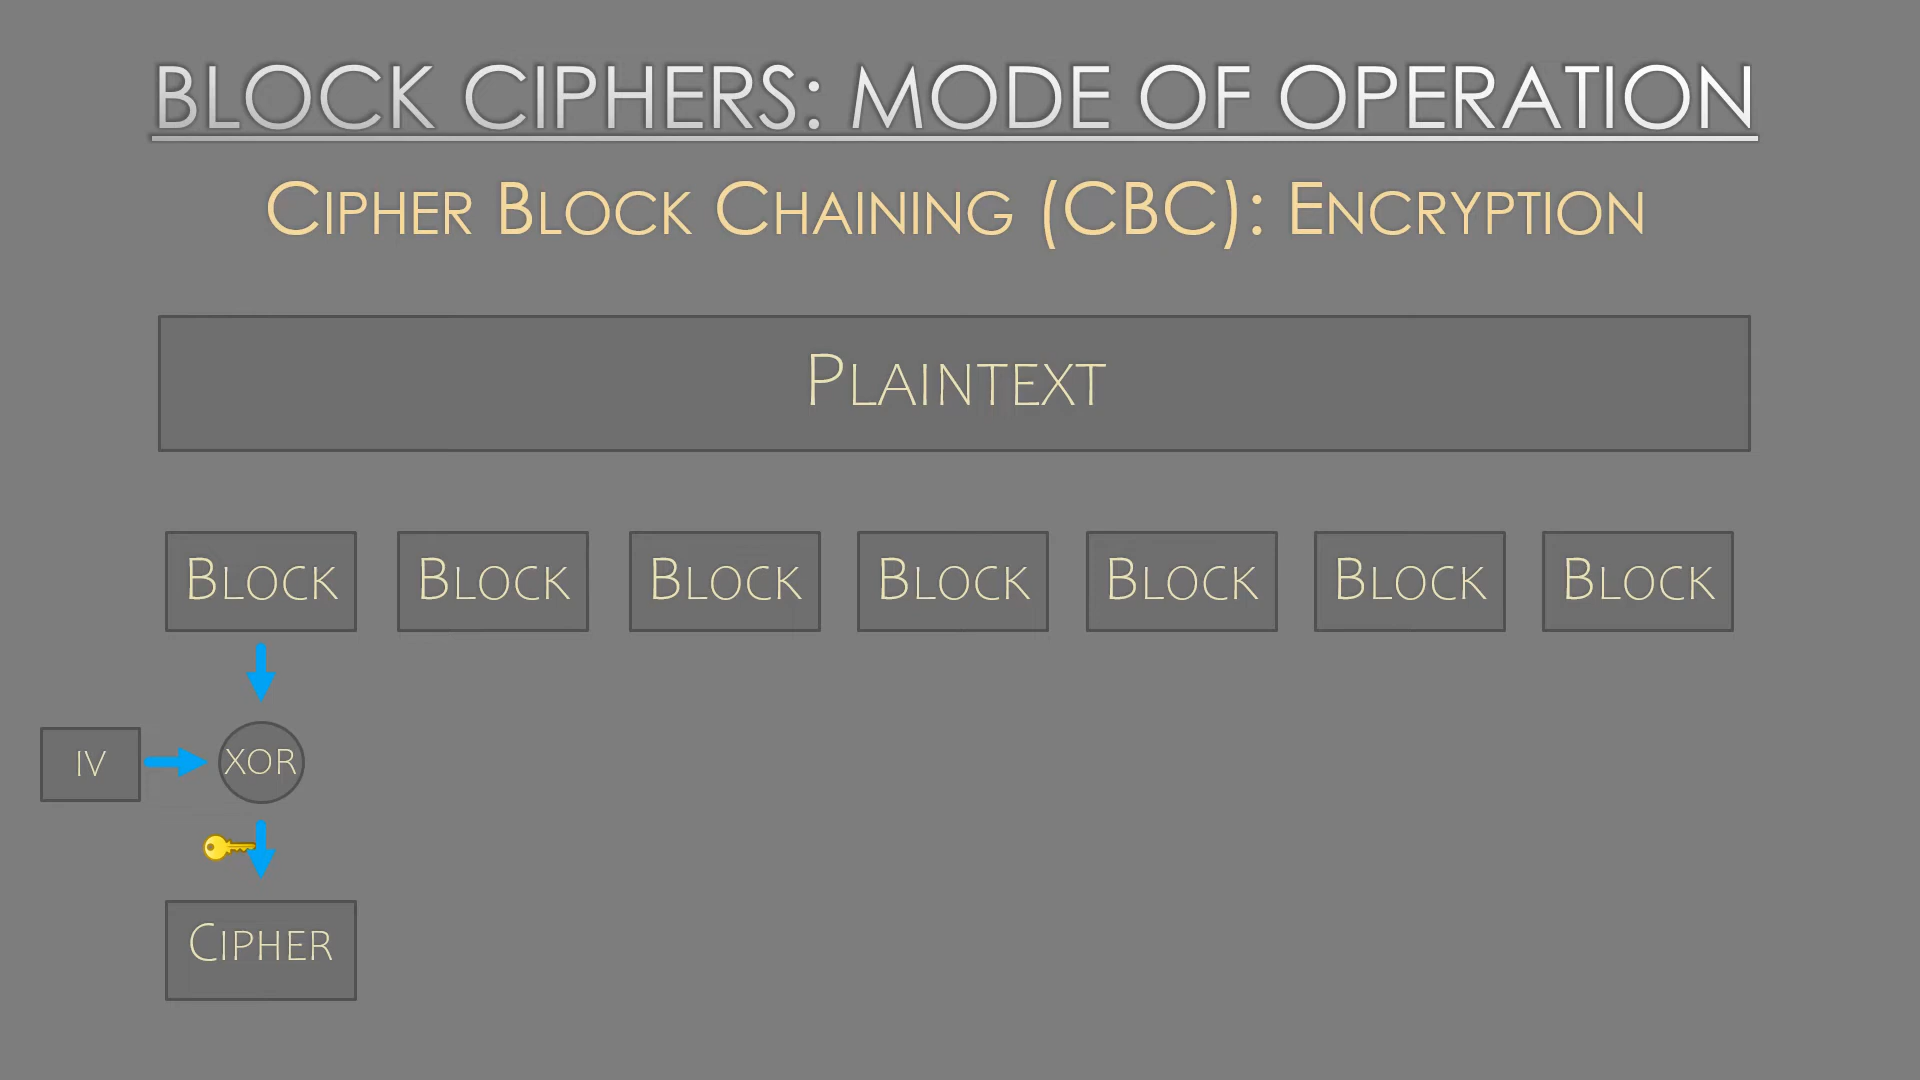 BLOCK CIPHERS: MODE OF OPERATION
CIPHER BLOCK CHAINING (CBC): ENCRYPTION
PLAINTEXT
BLOCK BLOCK BLOCK BLOCK BLOCK BLOCK BLOCK
IV XOR
CIPHER